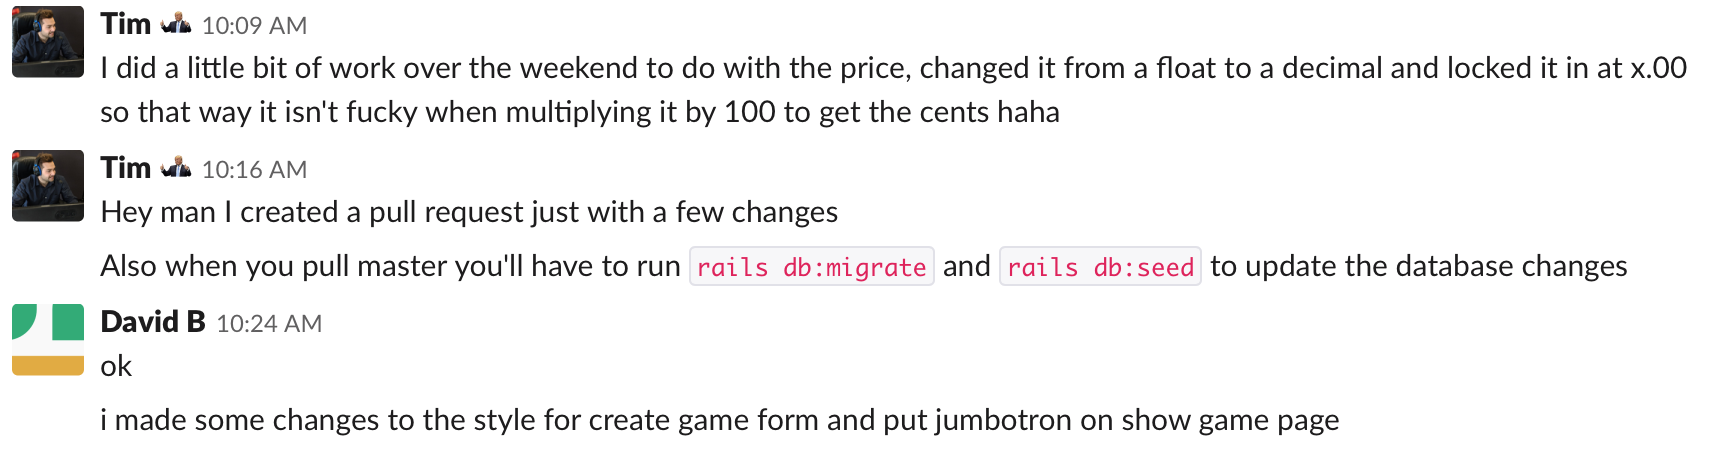 Tim 10:09 AM
I did a little bit of work over the weekend to do with the price, changed it from a float to a decimal and locked it in at x.00
so that way it isn't fucky when multiplying it by 100 to get the cents haha
Tim 10:16 AM
Hey man I created a pull request just with a few changes
Also when you pull master you'll have to run rails db:migrate and rails db:seed to update the database changes
David B 10:24 AM
ok
i made some changes to the style for create game form and put jumbotron on show game page